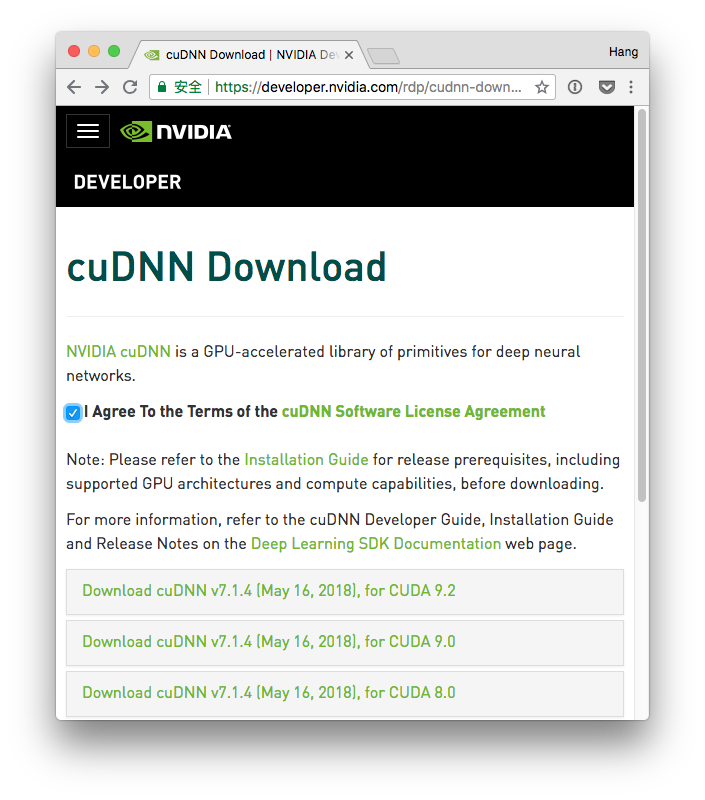 cuDNN Download | NVIDIA De
Hang
安全 https://developer.nvidia.com/rdp/cudnn-down...
NVIDIA
DEVELOPER
cuDNN Download
NVIDIA cuDNN is a GPU-accelerated library of primitives for deep neural
networks.
I Agree To the Terms of the cuDNN Software License Agreement
Note: Please refer to the Installation Guide for release prerequisites, including
supported GPU architectures and compute capabilities, before downloading.
For more information, refer to the cuDNN Developer Guide, Installation Guide
and Release Notes on the Deep Learning SDK Documentation web page.
Download cuDNN v7.1.4 (May 16, 2018), for CUDA 9.2
Download cuDNN v7.1.4 (May 16, 2018), for CUDA 9.0
Download cuDNN v7.1.4 (May 16, 2018), for CUDA 8.0